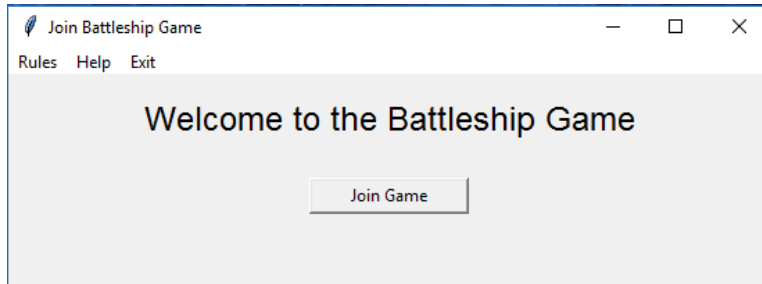 Join Battleship Game
Rules Help Exit
Welcome to the Battleship Game
Join Game